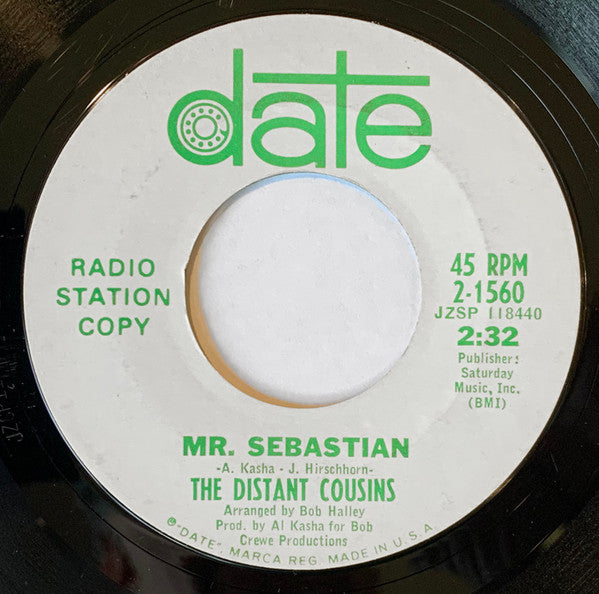 date
RADIO
STATION
COPY
45 RPM
2-1560
JZSP 118440
2:32
Publisher:
Saturday
Music, Inc.
(BMI)
MR. SEBASTIAN
-A. Kasha - J. Hirschhorn-
THE DISTANT COUSINS
Arranged by Bob Halley
Prod. by Al Kasha for Bob
Crewe Productions
℗"DATE", MARCA REG. MADE IN U.S.A.